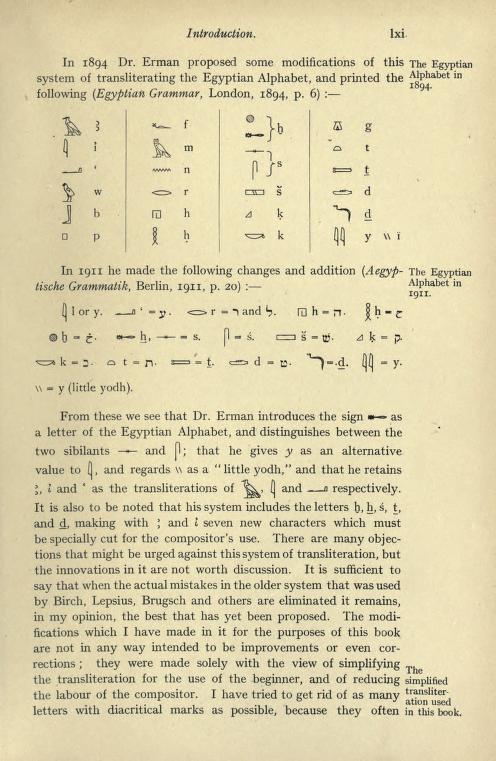 Introduction. lxi
In 1894 Dr. Erman proposed some modifications of this
system of transliterating the Egyptian Alphabet, and printed the
following (Egyptian Grammar, London, 1894, p. 6) :—
The Egyptian
Alphabet in
1894.
𓄿 ꜣ 𓆑 f 𓐍 𓄡 } ḫ 𓎼 g
𓇋 ỉ 𓅓 m 𓊃 𓋴 } s 𓏏 t
𓂝 ʿ 𓈖 n 𓍿 ṯ
𓅱 w 𓂋 r 𓈙 š 𓂧 d
𓃀 b 𓉔 h 𓈎 ḳ 𓆓 ḏ
𓊪 p 𓎛 ḥ 𓎡 k 𓇌 y \\ ï
In 1911 he made the following changes and addition (Aegyp-
tische Grammatik, Berlin, 1911, p. 20) :—
The Egyptian
Alphabet in
1911.
𓇋 I or y. 𓂝 ʿ = ע. 𓂋 r = ר and ל. 𓉔 h = ה. 𓎛 ḥ = ح
𓐍 ḫ = خ. 𓄡 ẖ, 𓊃 = s. 𓋴 = ś. 𓈙 š = ש. 𓈎 ḳ = ק.
𓎡 k = כ. 𓏏 t = ת. 𓍿 = ṯ. 𓂧 d = ט. 𓆓 = ḏ. 𓇌 = y.
\\ = y (little yodh).
From these we see that Dr. Erman introduces the sign 𓄡 as
a letter of the Egyptian Alphabet, and distinguishes between the
two sibilants 𓊃 and 𓋴; that he gives y as an alternative
value to 𓇋, and regards \\ as a "little yodh," and that he retains
ꜣ, ỉ and ʿ as the transliterations of 𓄿, 𓇋 and 𓂝 respectively.
It is also to be noted that his system includes the letters ḫ, ẖ, ś, ṯ,
and ḏ, making with ꜣ and ỉ seven new characters which must
be specially cut for the compositor's use. There are many objec-
tions that might be urged against this system of transliteration, but
the innovations in it are not worth discussion. It is sufficient to
say that when the actual mistakes in the older system that was used
by Birch, Lepsius, Brugsch and others are eliminated it remains,
in my opinion, the best that has yet been proposed. The modi-
fications which I have made in it for the purposes of this book
are not in any way intended to be improvements or even cor-
rections ; they were made solely with the view of simplifying
the transliteration for the use of the beginner, and of reducing
the labour of the compositor. I have tried to get rid of as many
letters with diacritical marks as possible, because they often
The
simplified
transliter-
ation used
in this book.